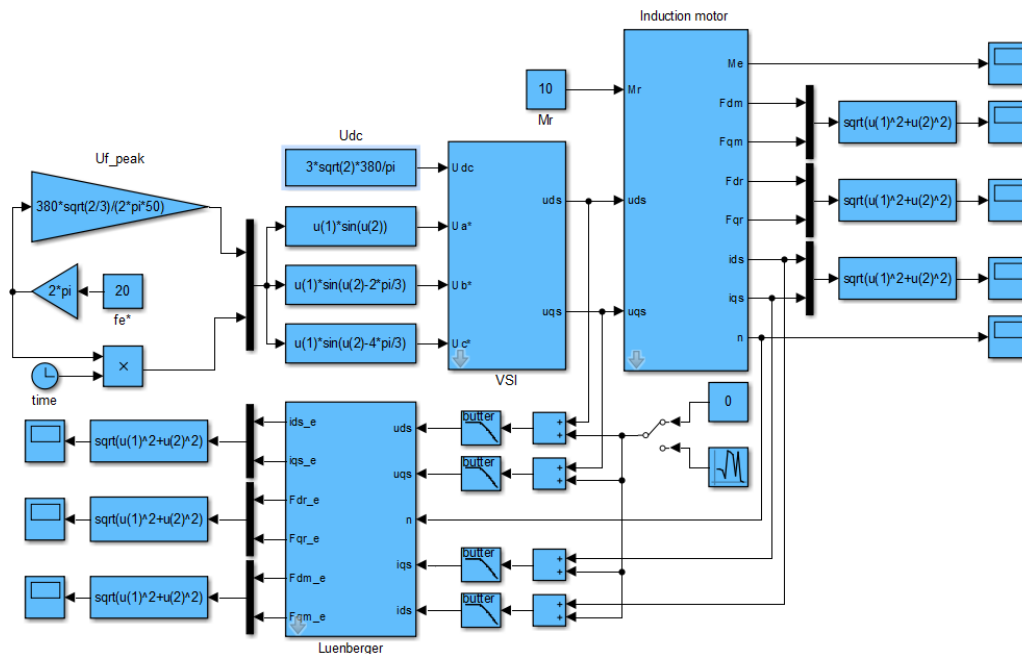 Induction motor
Me
10
Mr
Mr
Fdm
Fqm
sqrt(u(1)^2+u(2)^2)
Udc
3*sqrt(2)*380/pi
Udc
Uf_peak
380*sqrt(2/3)/(2*pi*50)
uds
uds
Fdr
Fqr
sqrt(u(1)^2+u(2)^2)
u(1)*sin(u(2))
Ua*
u(1)*sin(u(2)-2*pi/3)
Ub*
ids
iqs
sqrt(u(1)^2+u(2)^2)
2*pi
20
fe*
uqs
uqs
u(1)*sin(u(2)-4*pi/3)
Uc*
n
×
time
VSI
0
ids_e
uds
butter
+
+
sqrt(u(1)^2+u(2)^2)
iqs_e
uqs
butter
+
+
Fdr_e
sqrt(u(1)^2+u(2)^2)
n
Fqr_e
iqs
butter
+
+
Fdm_e
sqrt(u(1)^2+u(2)^2)
ids
butter
+
+
Fqm_e
Luenberger